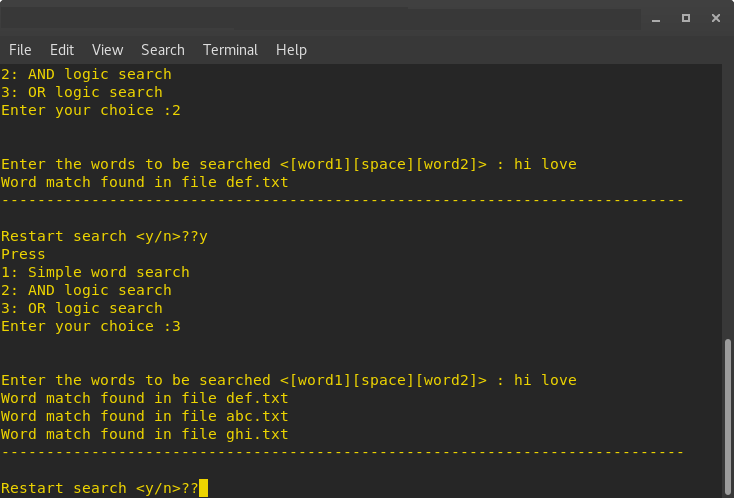 File Edit View Search Terminal Help
2: AND logic search
3: OR logic search
Enter your choice :2
Enter the words to be searched <[word1][space][word2]> : hi love
Word match found in file def.txt
----------------------------------------------------------------------------
Restart search <y/n>??y
Press
1: Simple word search
2: AND logic search
3: OR logic search
Enter your choice :3
Enter the words to be searched <[word1][space][word2]> : hi love
Word match found in file def.txt
Word match found in file abc.txt
Word match found in file ghi.txt
----------------------------------------------------------------------------
Restart search <y/n>??